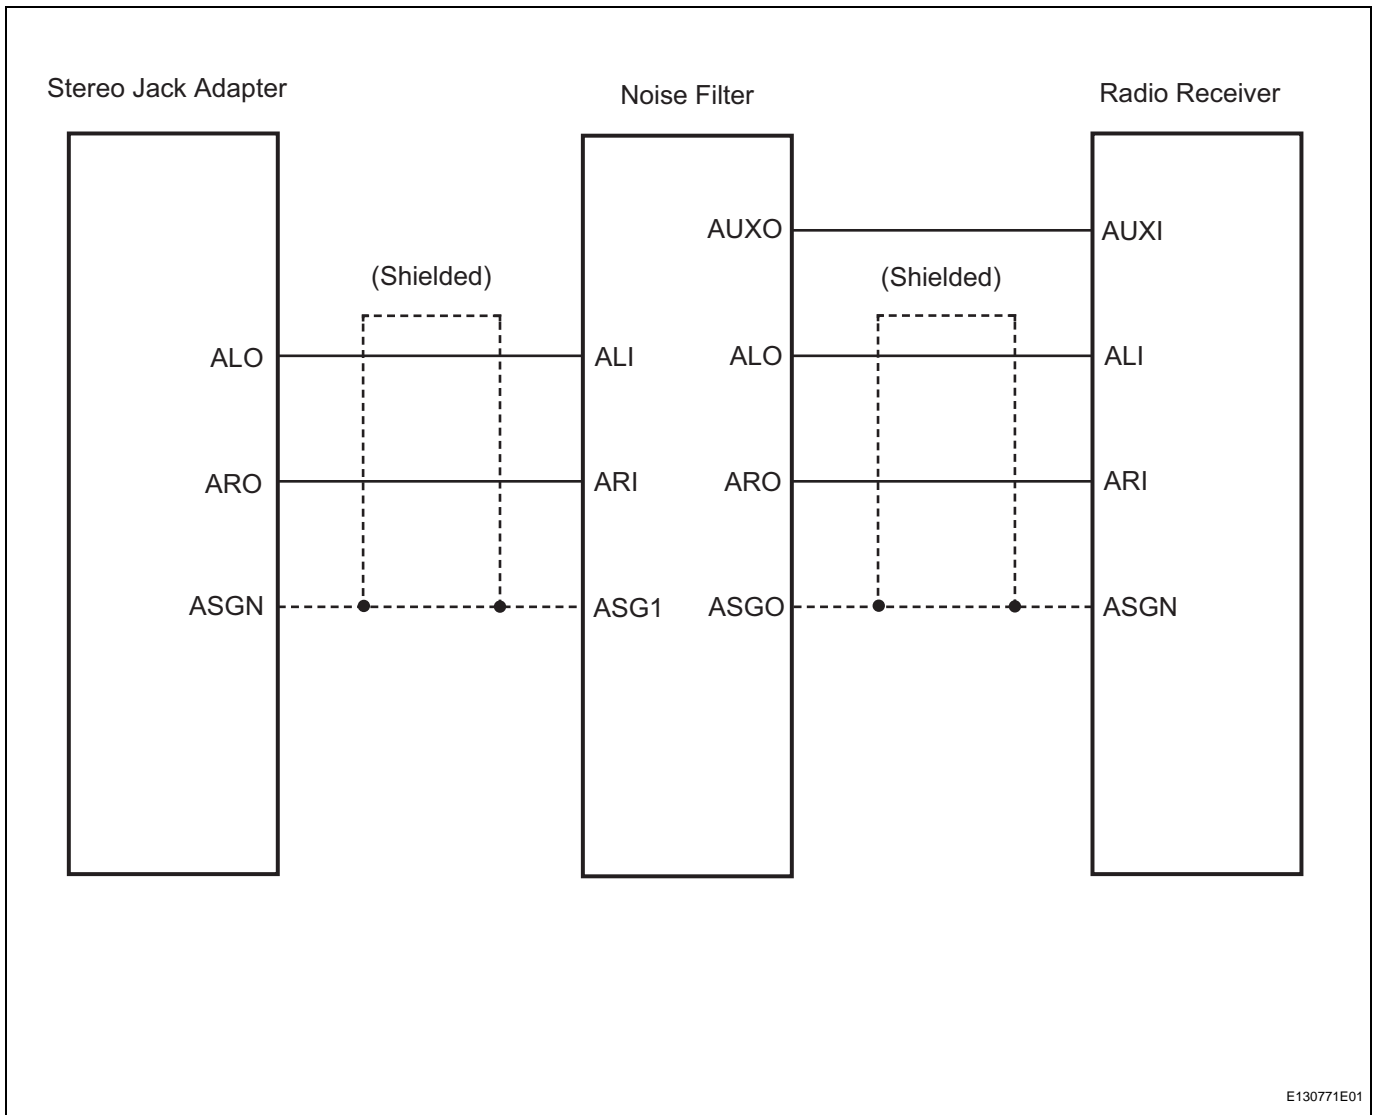 Stereo Jack Adapter
Noise Filter
Radio Receiver
AUXO
AUXI
(Shielded)
(Shielded)
ALO
ALI
ALO
ALI
ARO
ARI
ARO
ARI
ASGN
ASG1
ASGO
ASGN
E130771E01